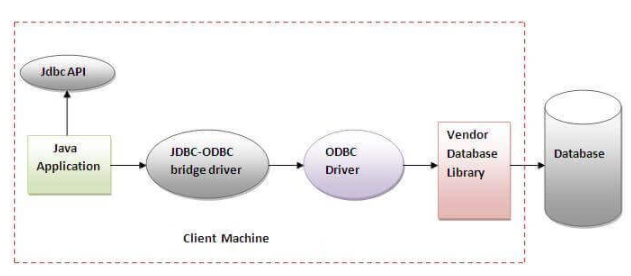 Jdbc API
Java
Application
JDBC-ODBC
bridge driver
ODBC
Driver
Vendor
Database
Library
Database
Client Machine